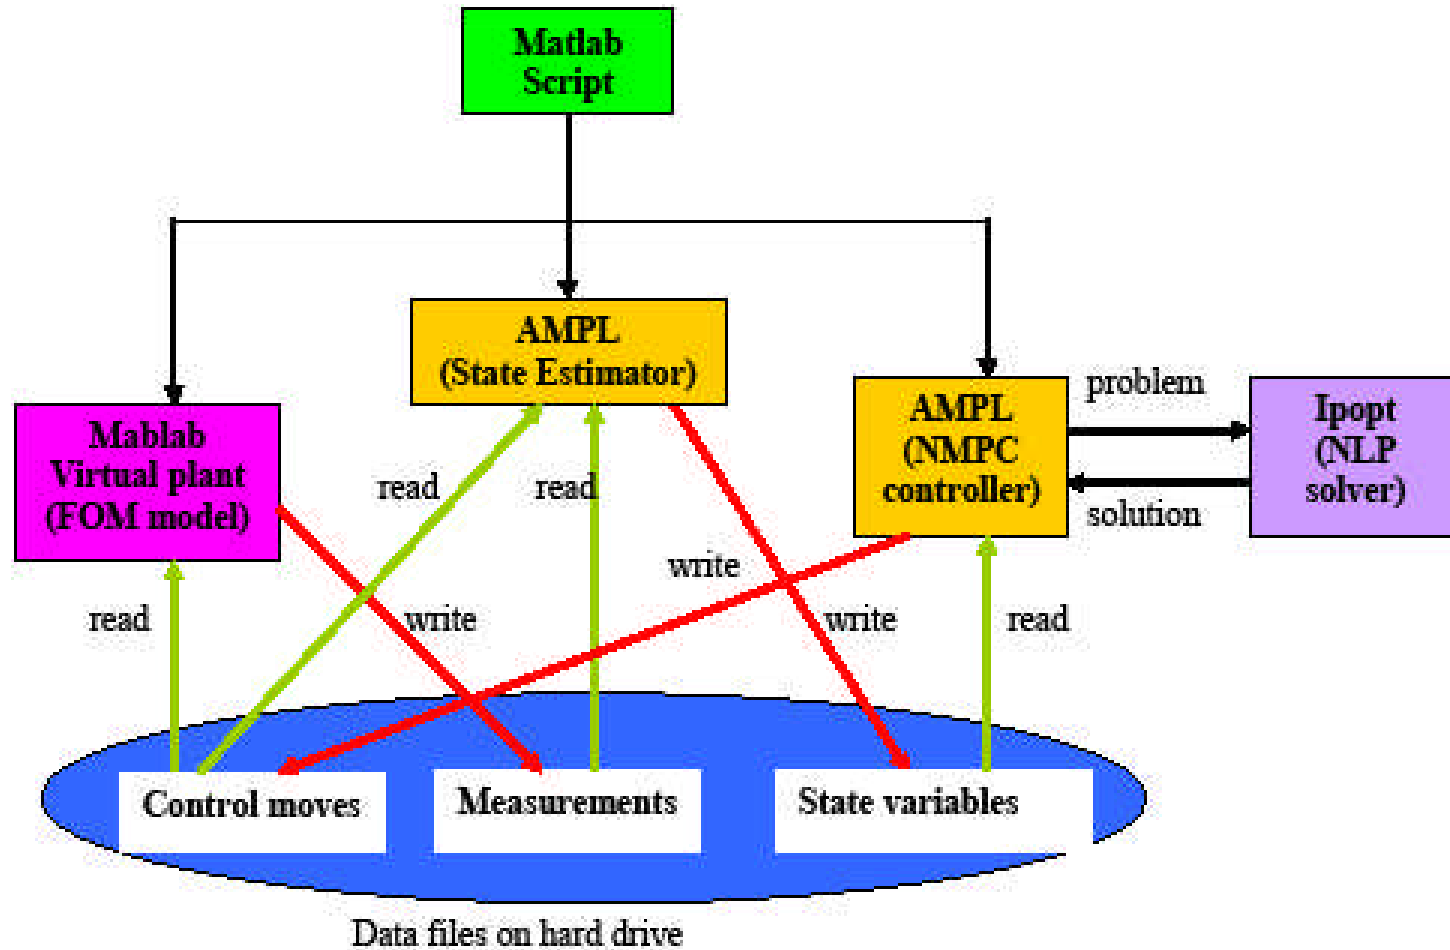 Matlab
Script
AMPL
(State Estimator)
Mablab
Virtual plant
(FOM model)
AMPL
(NMPC
controller)
problem
solution
Ipopt
(NLP
solver)
read
read
read
write
write
write
read
Control moves
Measurements
State variables
Data files on hard drive